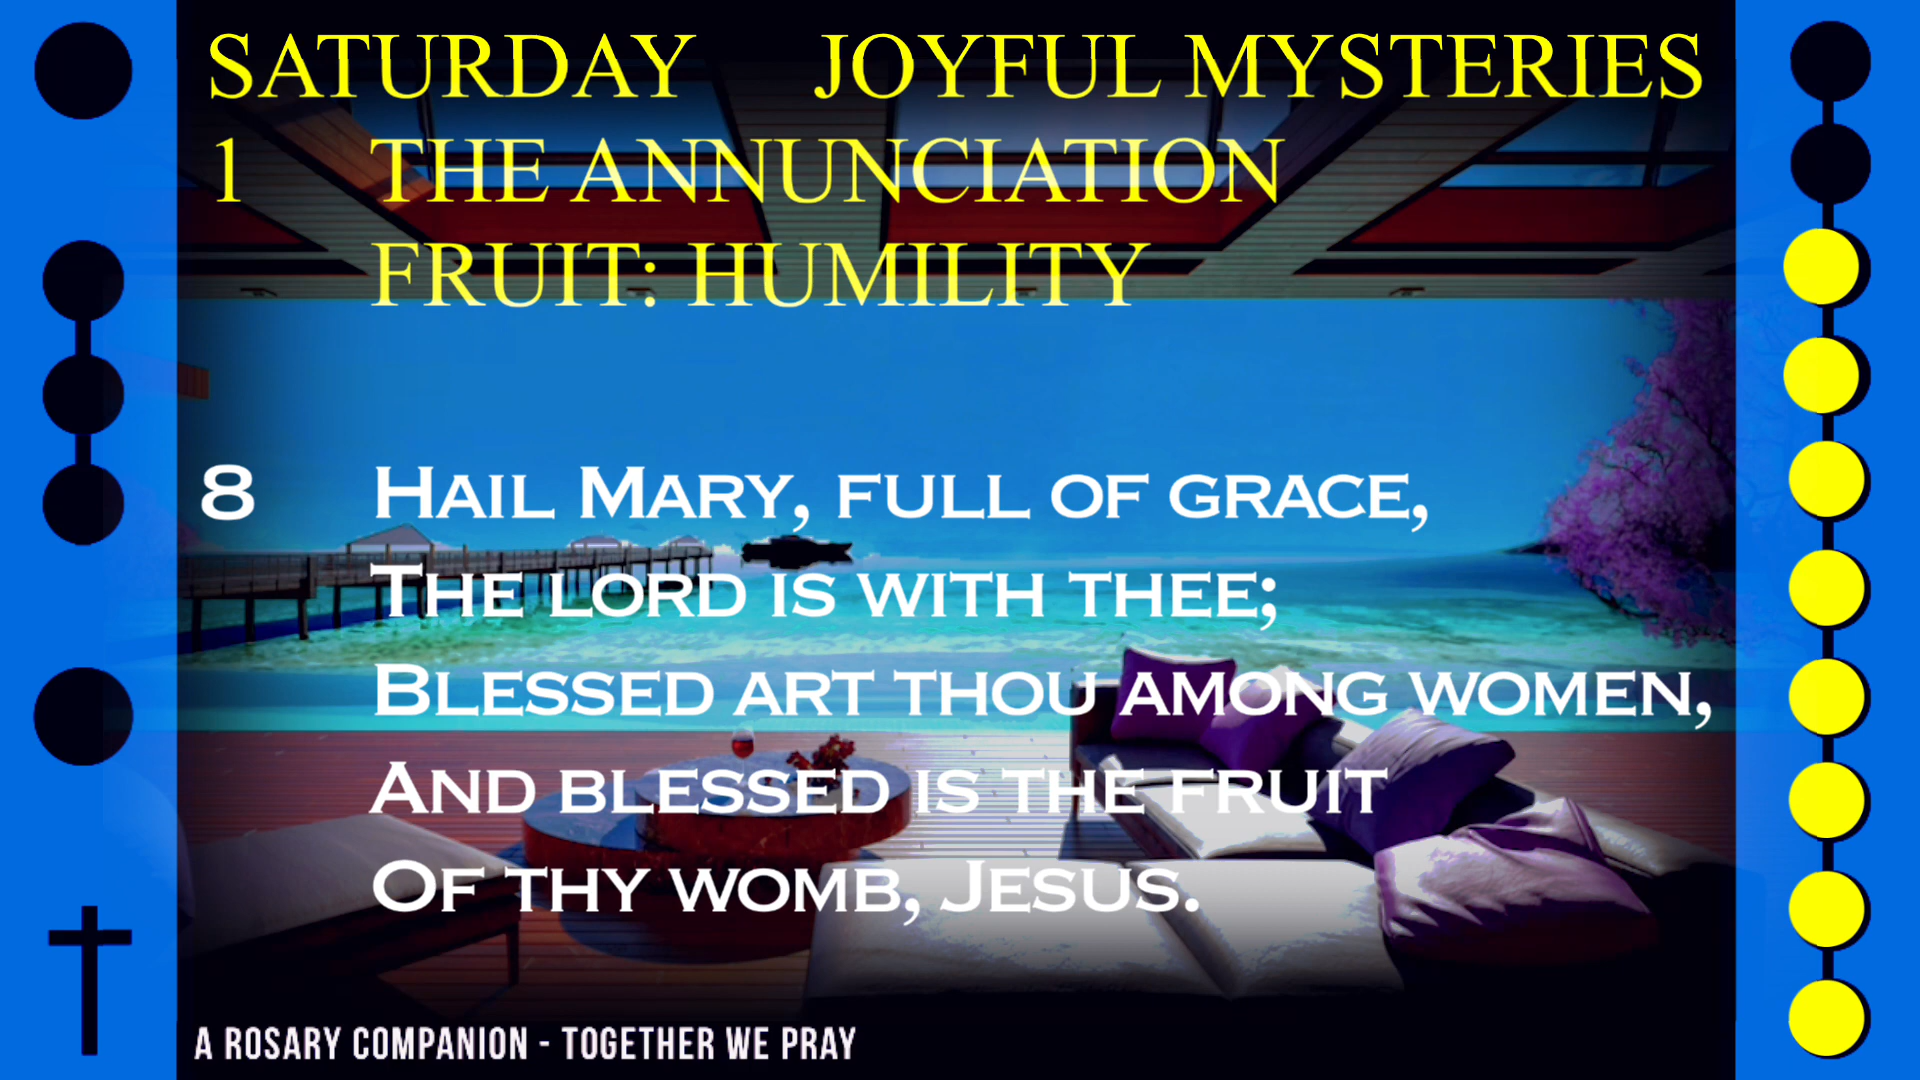 SATURDAY JOYFUL MYSTERIES
1 THE ANNUNCIATION
FRUIT: HUMILITY
8 HAIL MARY, FULL OF GRACE,
THE LORD IS WITH THEE;
BLESSED ART THOU AMONG WOMEN,
AND BLESSED IS THE FRUIT
OF THY WOMB, JESUS.
A ROSARY COMPANION - TOGETHER WE PRAY